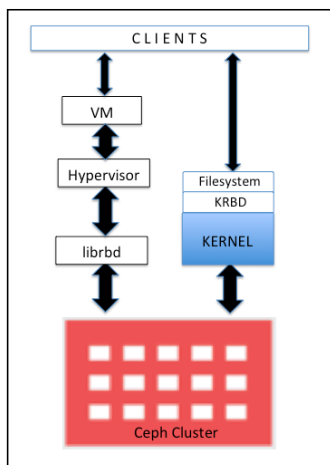 CLIENTS
VM
Hypervisor
librbd
Filesystem
KRBD
KERNEL
Ceph Cluster